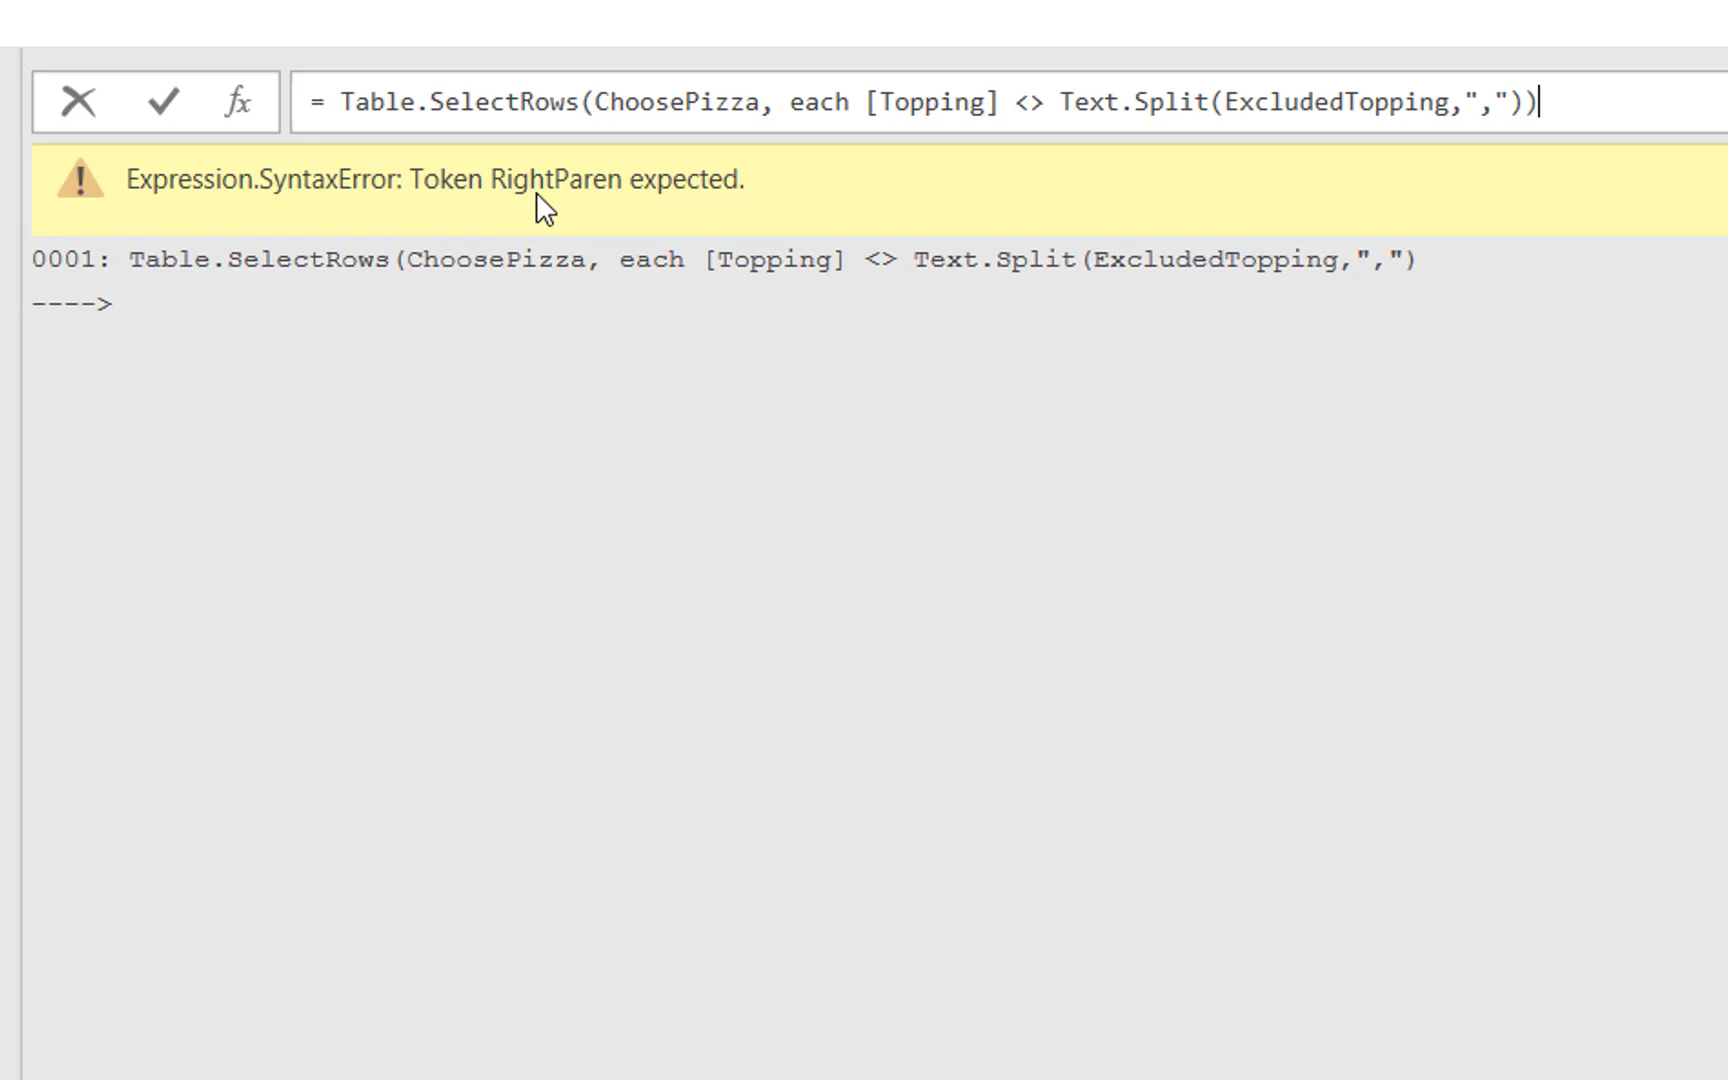 fx = Table.SelectRows(ChoosePizza, each [Topping] <> Text.Split(ExcludedTopping,","))
Expression.SyntaxError: Token RightParen expected.
0001: Table.SelectRows(ChoosePizza, each [Topping] <> Text.Split(ExcludedTopping,",")
---->